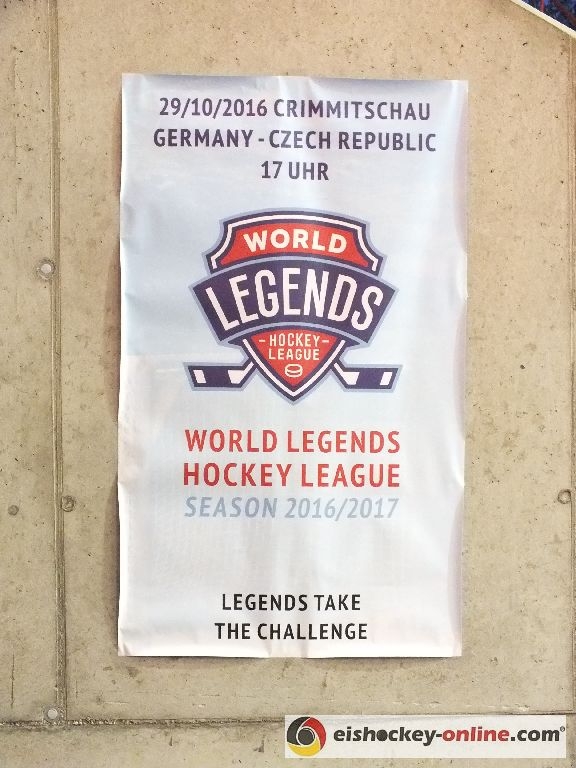 29/10/2016 CRIMMITSCHAU
GERMANY - CZECH REPUBLIC
17 UHR
WORLD
LEGENDS
- HOCKEY -
LEAGUE
WORLD LEGENDS
HOCKEY LEAGUE
SEASON 2016/2017
LEGENDS TAKE
THE CHALLENGE
eishockey-online.com®